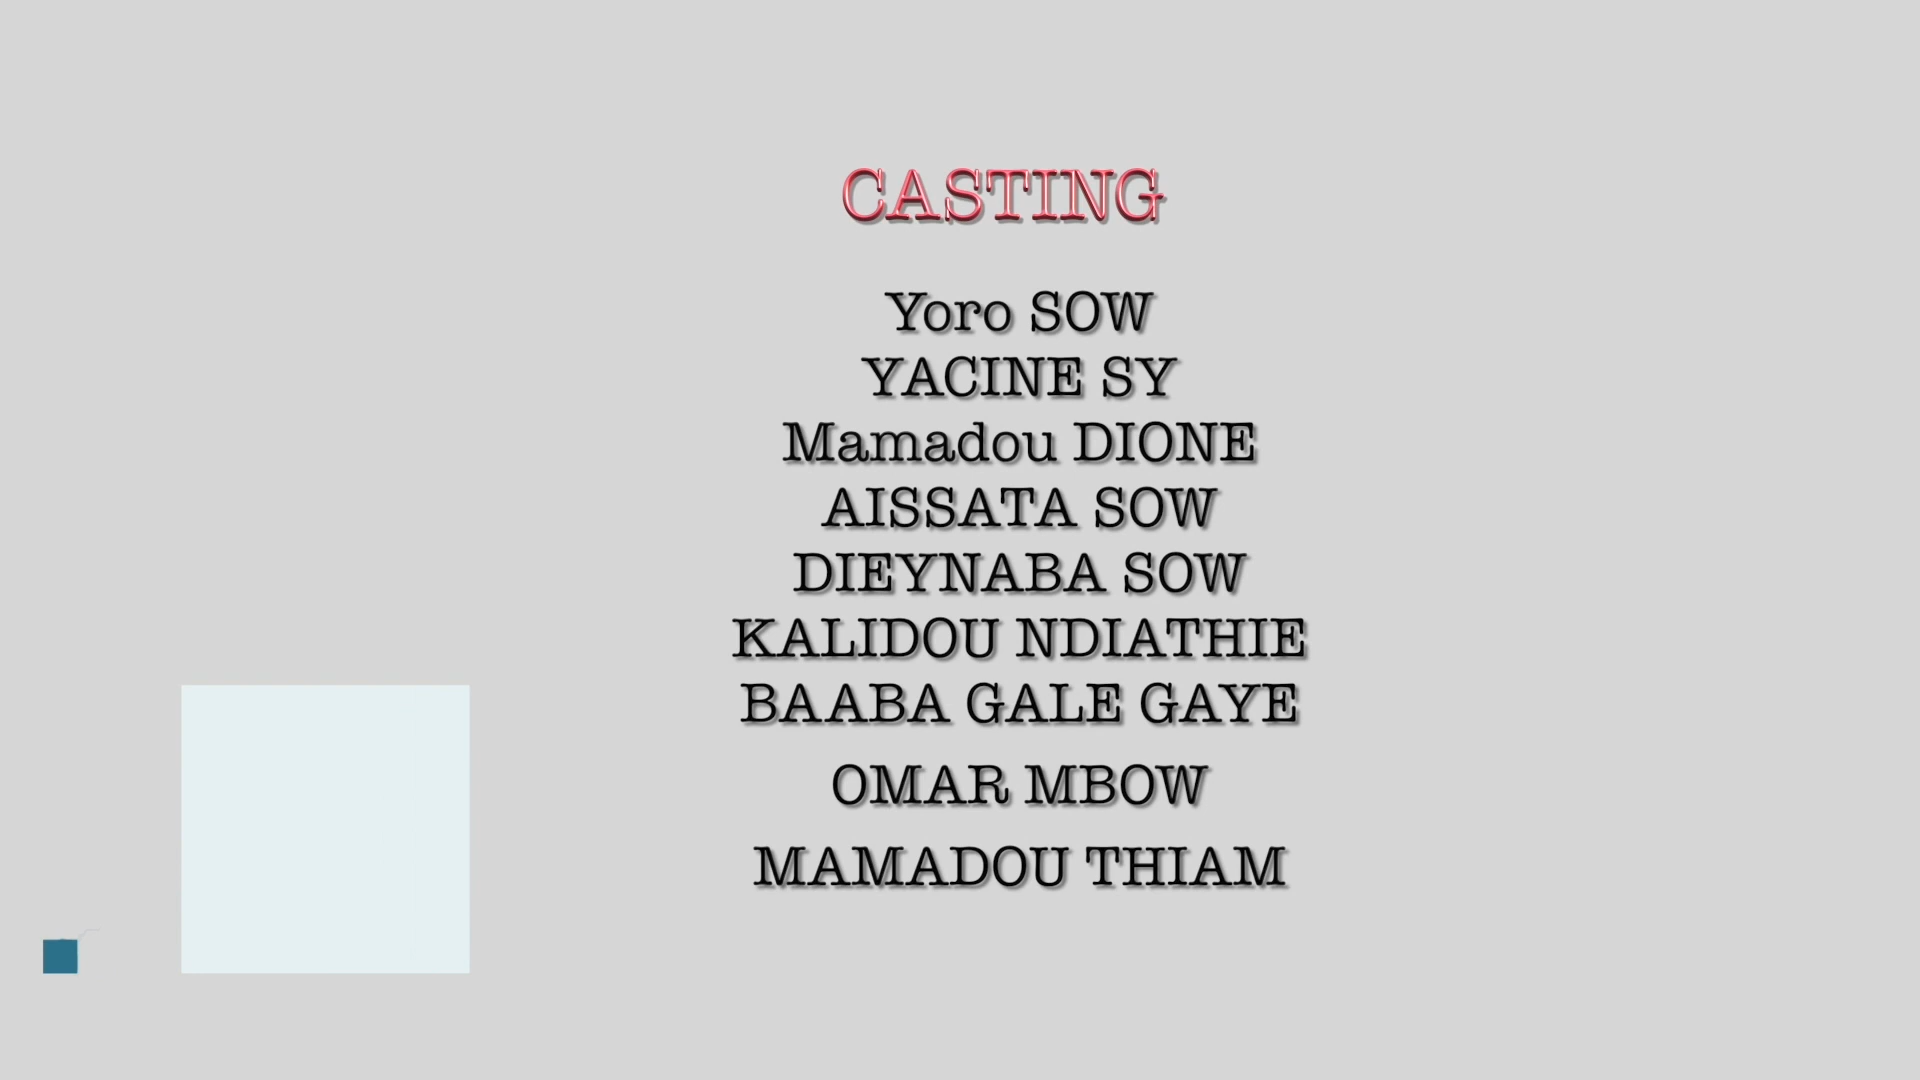 CASTING
Yoro SOW
YACINE SY
Mamadou DIONE
AISSATA SOW
DIEYNABA SOW
KALIDOU NDIATHIE
BAABA GALE GAYE
OMAR MBOW
MAMADOU THIAM